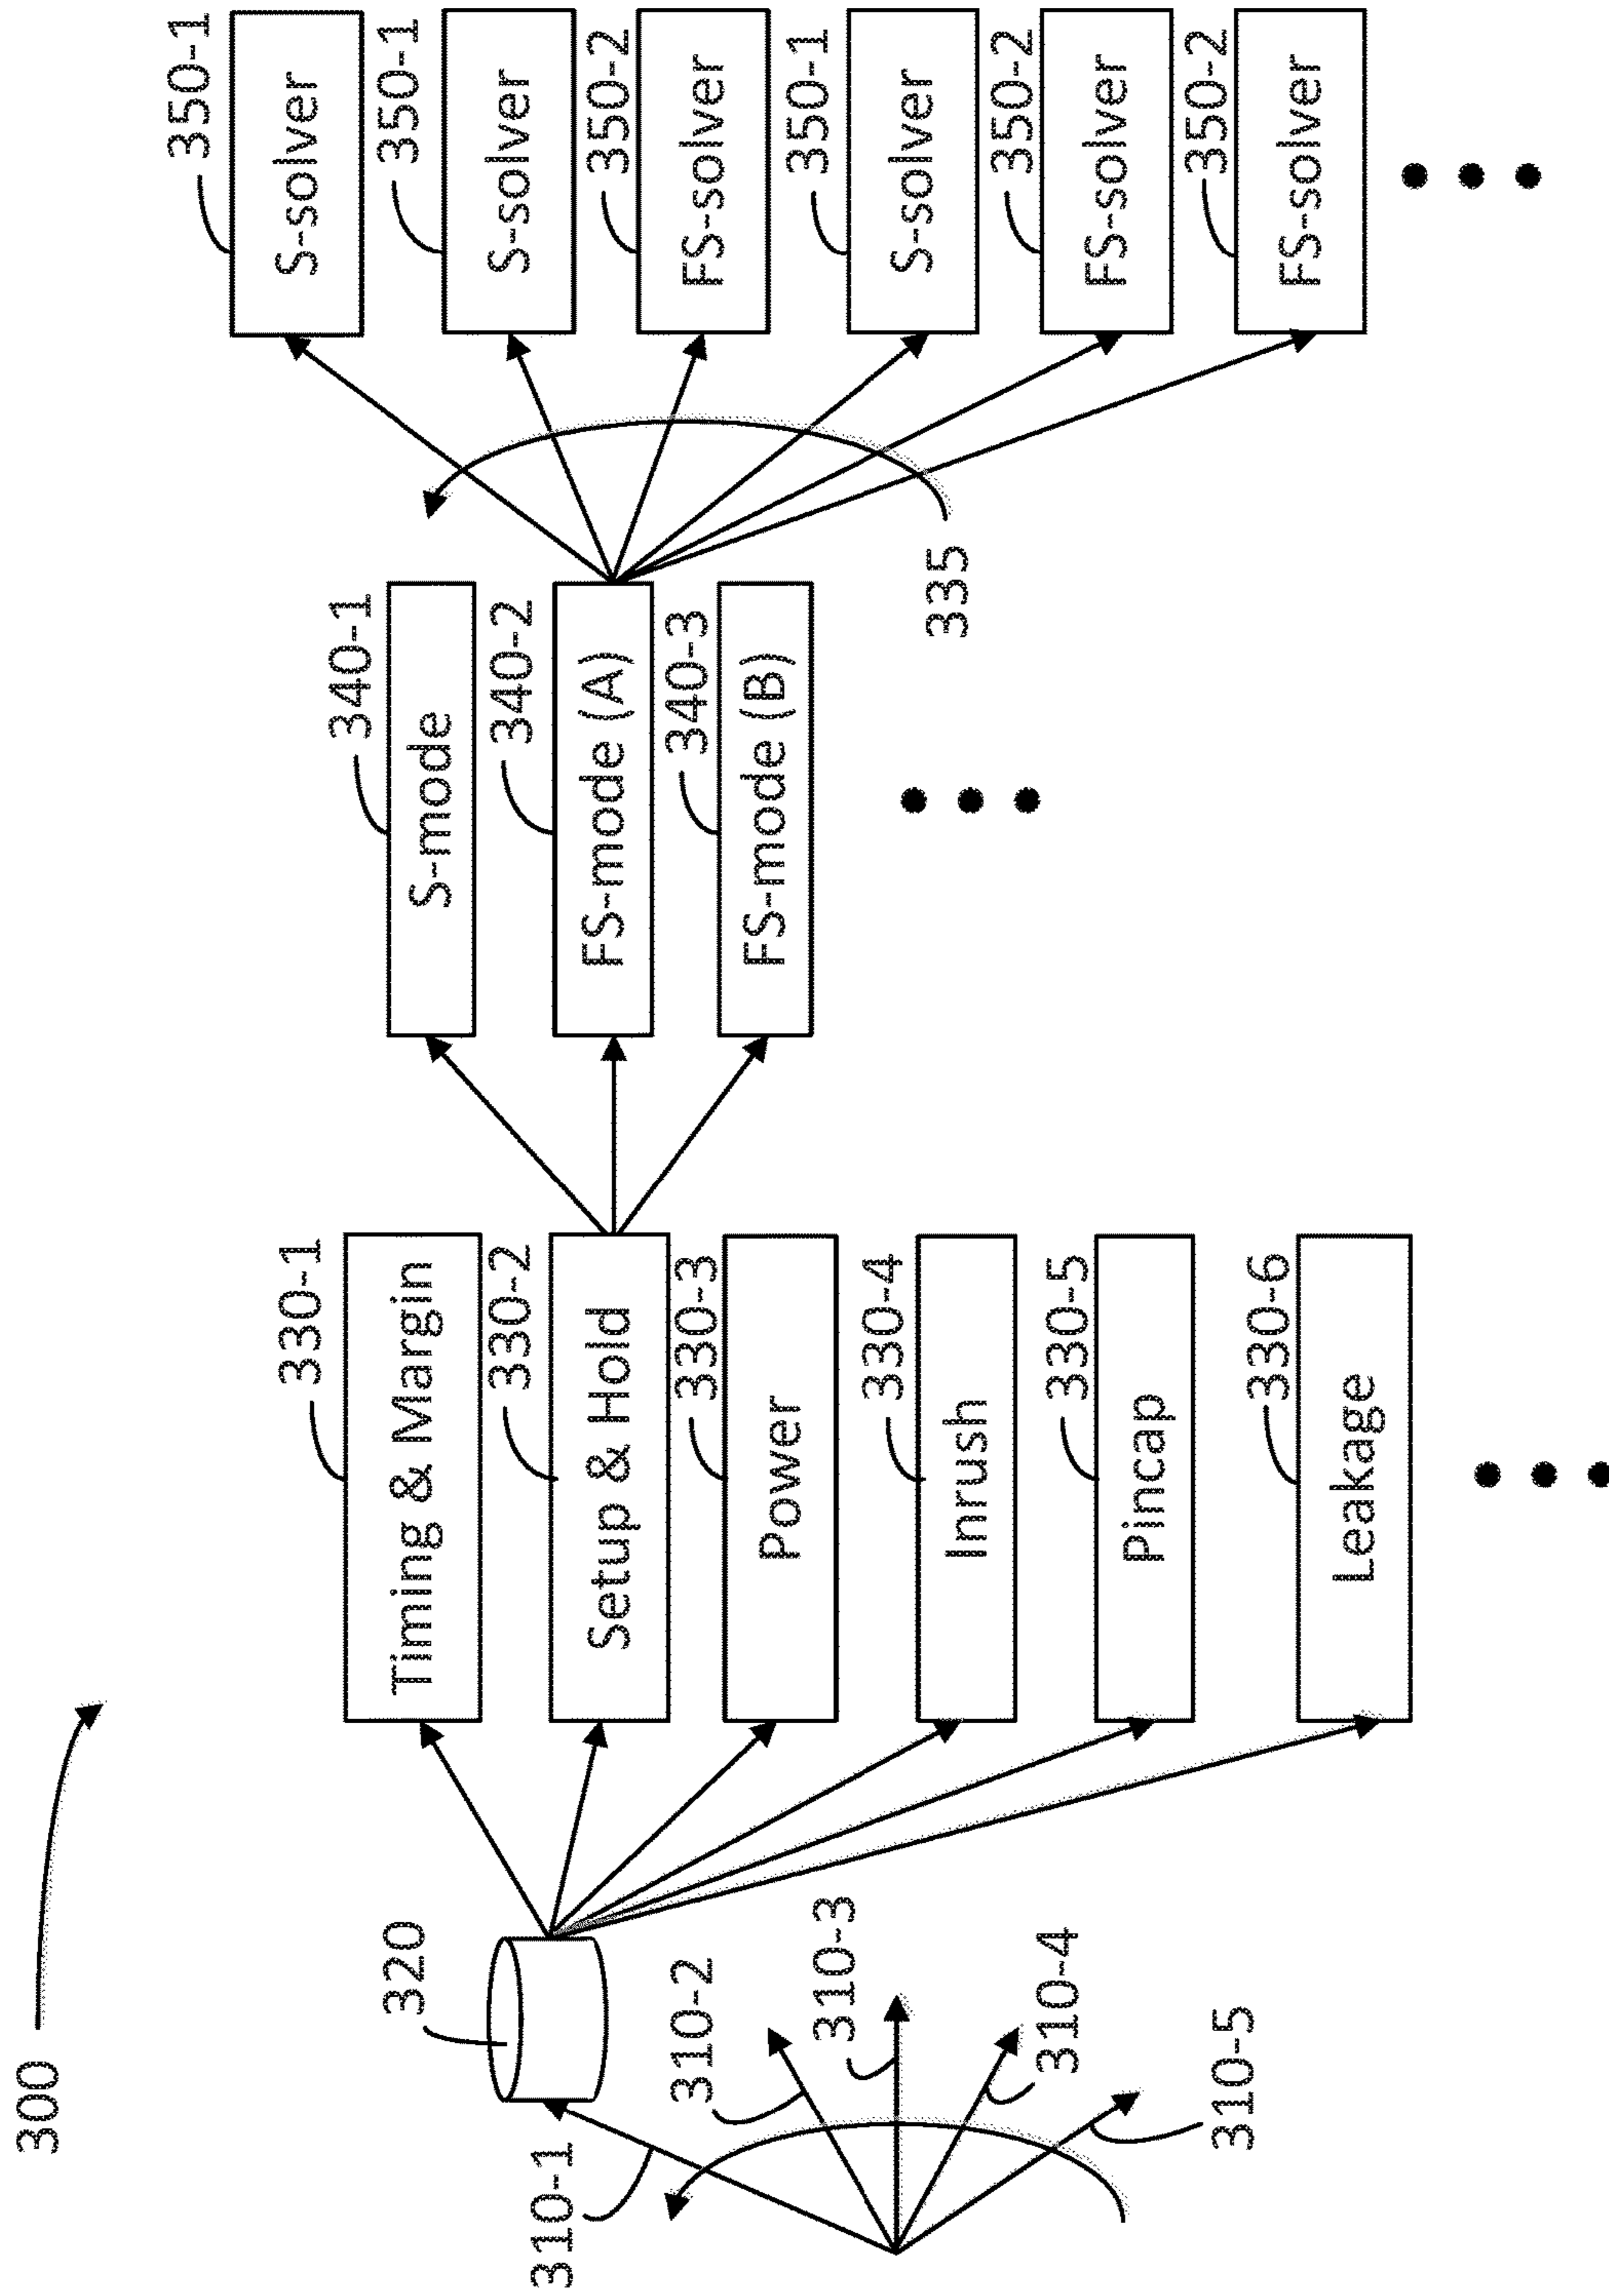 300
310-1
310-2
310-3
310-4
310-5
320
330-1
Timing & Margin
330-2
Setup & Hold
330-3
Power
330-4
Inrush
330-5
Pincap
330-6
Leakage
340-1
S-mode
340-2
FS-mode (A)
340-3
FS-mode (B)
335
350-1
S-solver
350-1
S-solver
350-2
FS-solver
350-1
S-solver
350-2
FS-solver
350-2
FS-solver